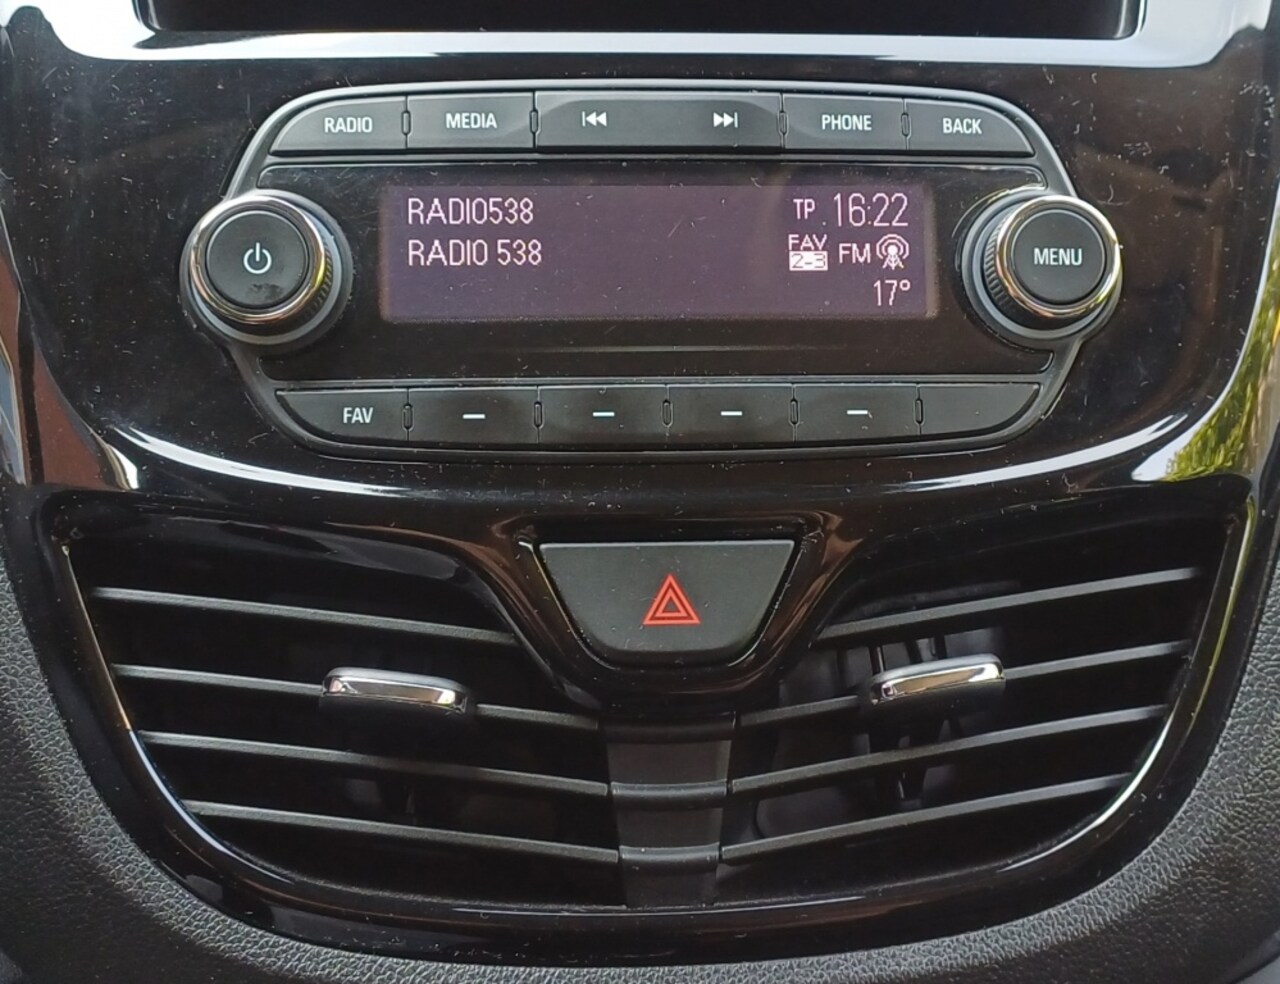 RADIO MEDIA PHONE BACK
RADIO538 TP 16:22
RADIO 538 FAV 2-3 FM
17°
MENU
FAV